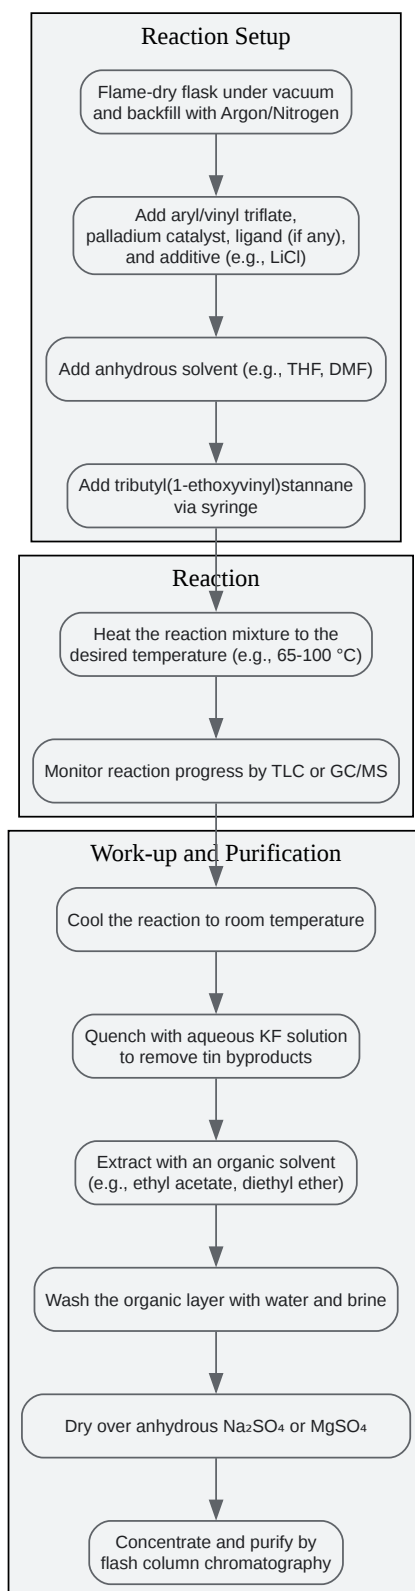 Reaction Setup
Flame-dry flask under vacuum
and backfill with Argon/Nitrogen
Add aryl/vinyl triflate,
palladium catalyst, ligand (if any),
and additive (e.g., LiCl)
Add anhydrous solvent (e.g., THF, DMF)
Add tributyl(1-ethoxyvinyl)stannane
via syringe
Reaction
Heat the reaction mixture to the
desired temperature (e.g., 65-100 °C)
Monitor reaction progress by TLC or GC/MS
Work-up and Purification
Cool the reaction to room temperature
Quench with aqueous KF solution
to remove tin byproducts
Extract with an organic solvent
(e.g., ethyl acetate, diethyl ether)
Wash the organic layer with water and brine
Dry over anhydrous Na₂SO₄ or MgSO₄
Concentrate and purify by
flash column chromatography